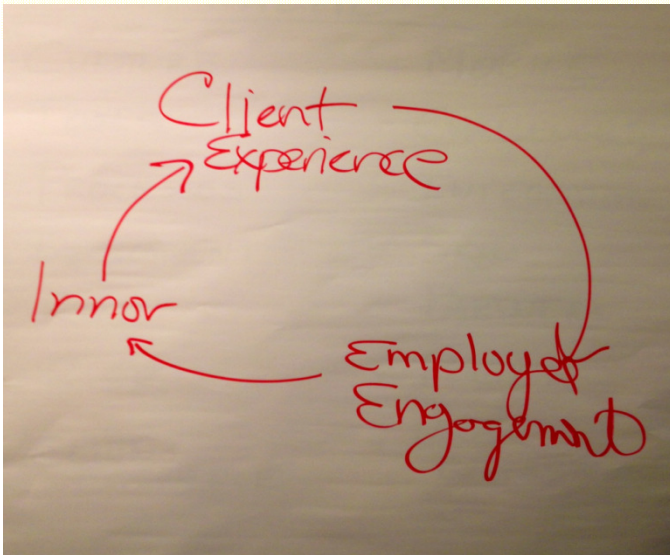 Client
Experience
Innov
Employee
Engagement